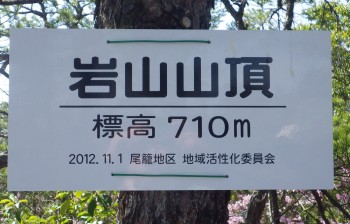 岩山山頂
標高 710m
2012.11.1 尾籠地区 地域活性化委員会